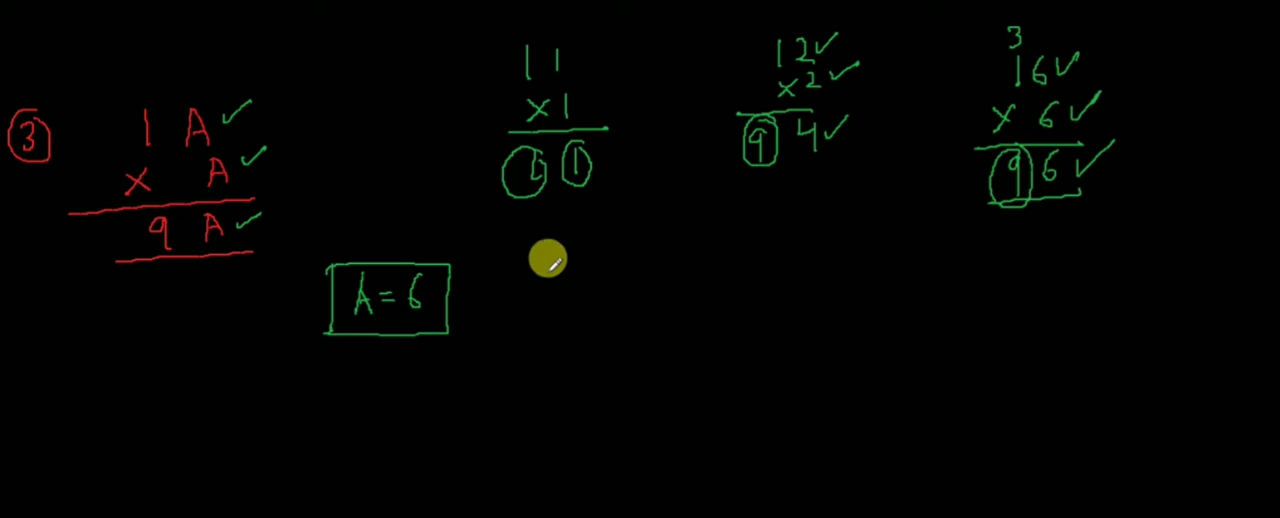 ③
1 A ✓
x A ✓
9 A ✓
A = 6
1 1
x 1
1 1
1 2 ✓
x 2 ✓
9 4 ✓
3
1 6 ✓
x 6 ✓
9 6 ✓